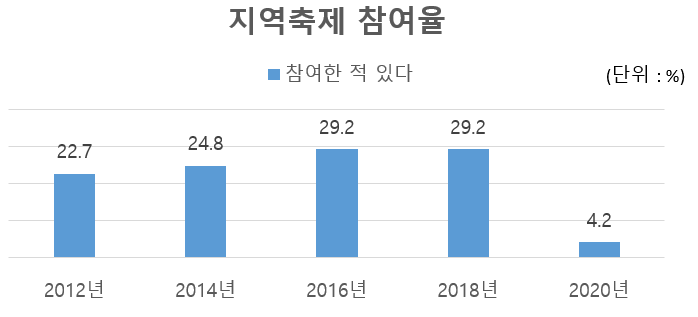 지역축제 참여율
참여한 적 있다
(단위 : %)
29.2 29.2
24.8
22.7
4.2
2012년 2014년 2016년 2018년 2020년